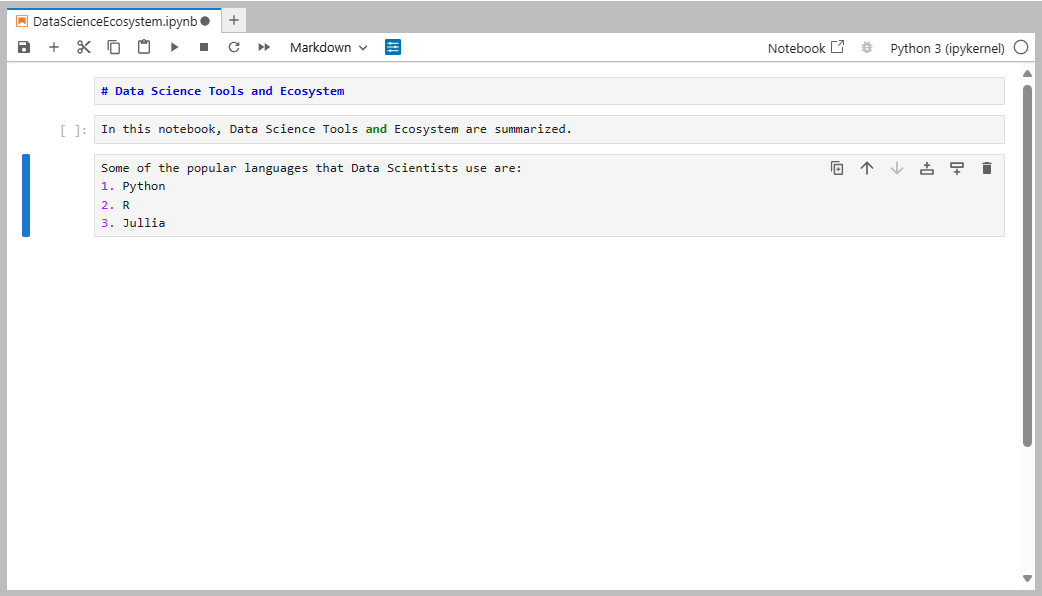 DataScienceEcosystem.ipynb
Markdown
Notebook
Python 3 (ipykernel)
# Data Science Tools and Ecosystem
[ ]: In this notebook, Data Science Tools and Ecosystem are summarized.
Some of the popular languages that Data Scientists use are:
1. Python
2. R
3. Jullia